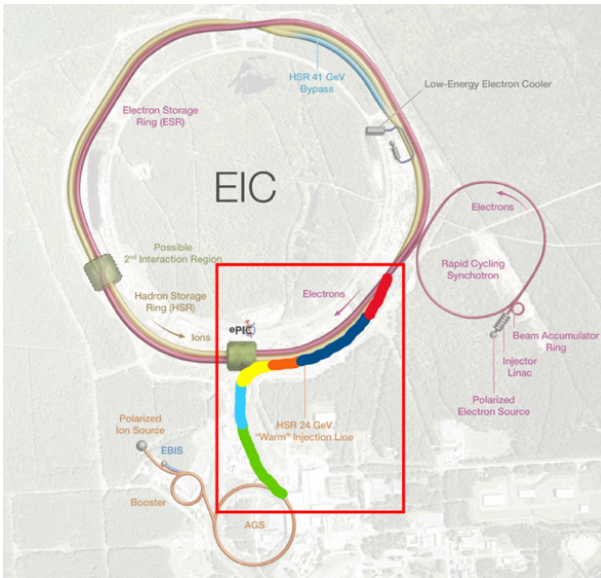 HSR 41 GeV
Bypass
Low-Energy Electron Cooler
Electron Storage
Ring (ESR)
EIC
Electrons
Possible
2nd Interaction Region
Rapid Cycling
Synchotron
Hadron Storage
Ring (HSR)
Electrons
Ions
ePIC
Beam Accumulator
Ring
Injector
Linac
Polarized
Electron Source
HSR 24 GeV
"Warm" Injection Line
Polarized
Ion Source
EBIS
Booster
AGS